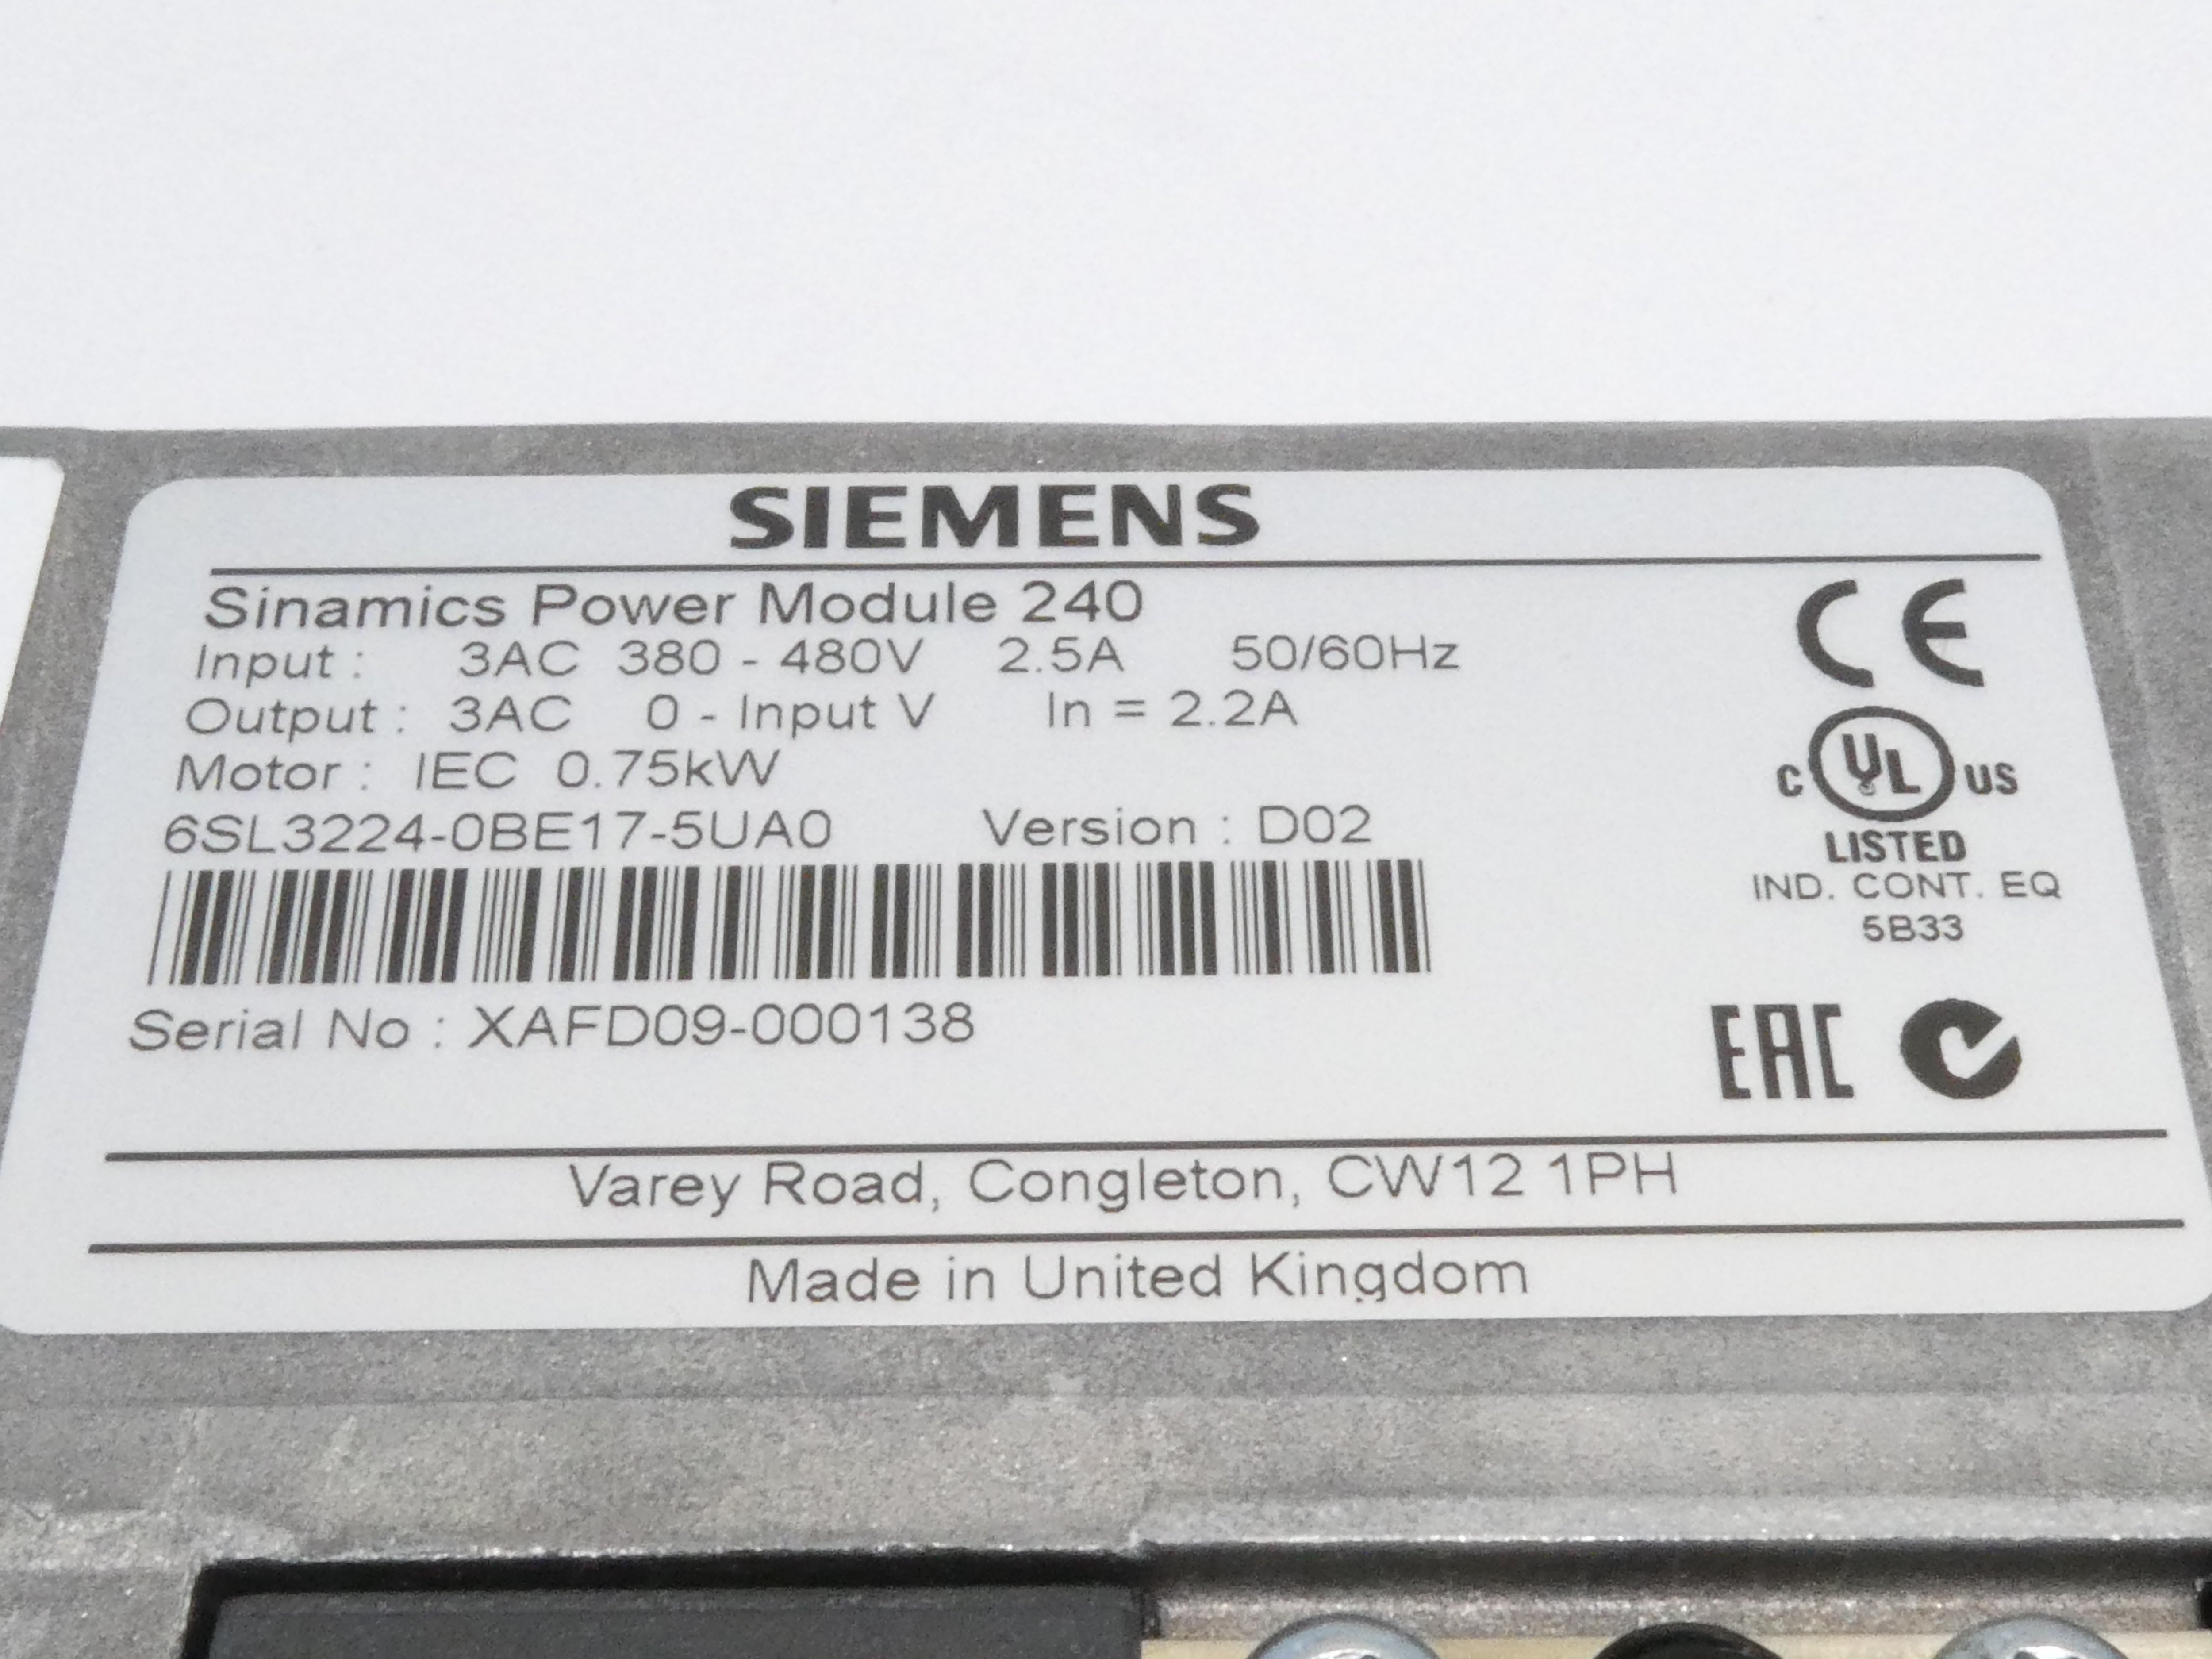 SIEMENS
Sinamics Power Module 240
Input : 3AC 380 - 480V 2.5A 50/60Hz
Output : 3AC 0 - Input V In = 2.2A
Motor : IEC 0.75kW
6SL3224-0BE17-5UA0 Version : D02
Serial No : XAFD09-000138
CE
C UL US
LISTED
IND. CONT. EQ
5B33
EAC
Varey Road, Congleton, CW12 1PH
Made in United Kingdom